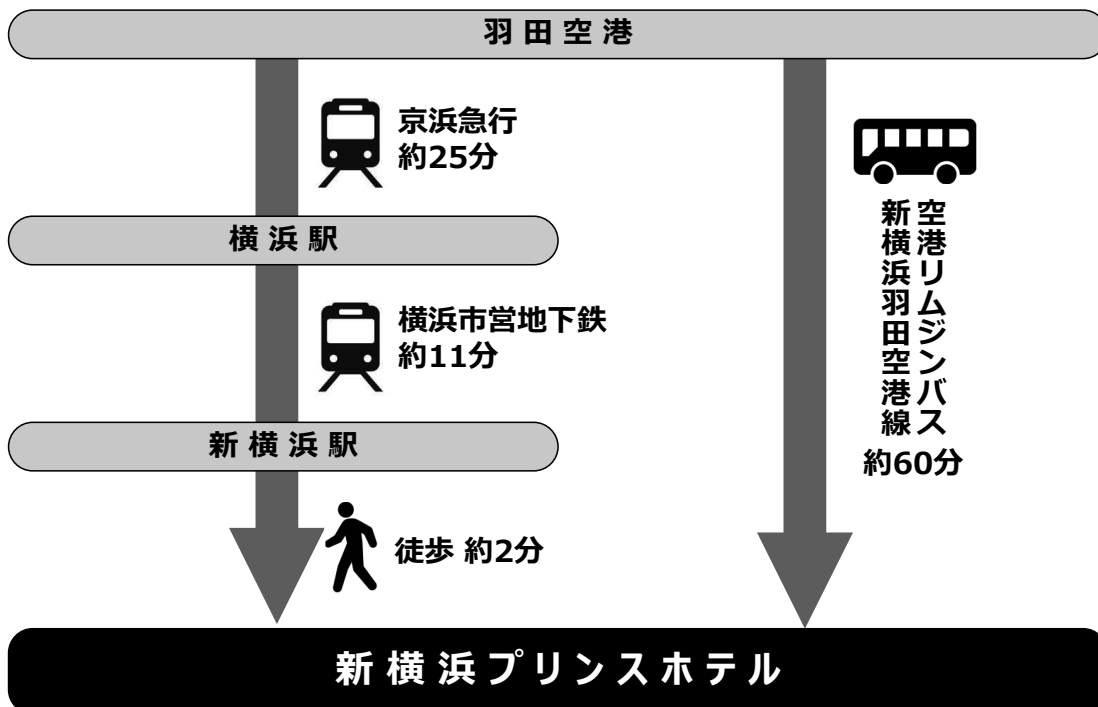 羽田空港
京浜急行
約25分
横浜駅
横浜市営地下鉄
約11分
新横浜駅
徒歩 約2分
空港リムジンバス
新横浜羽田空港線
約60分
新横浜プリンスホテル